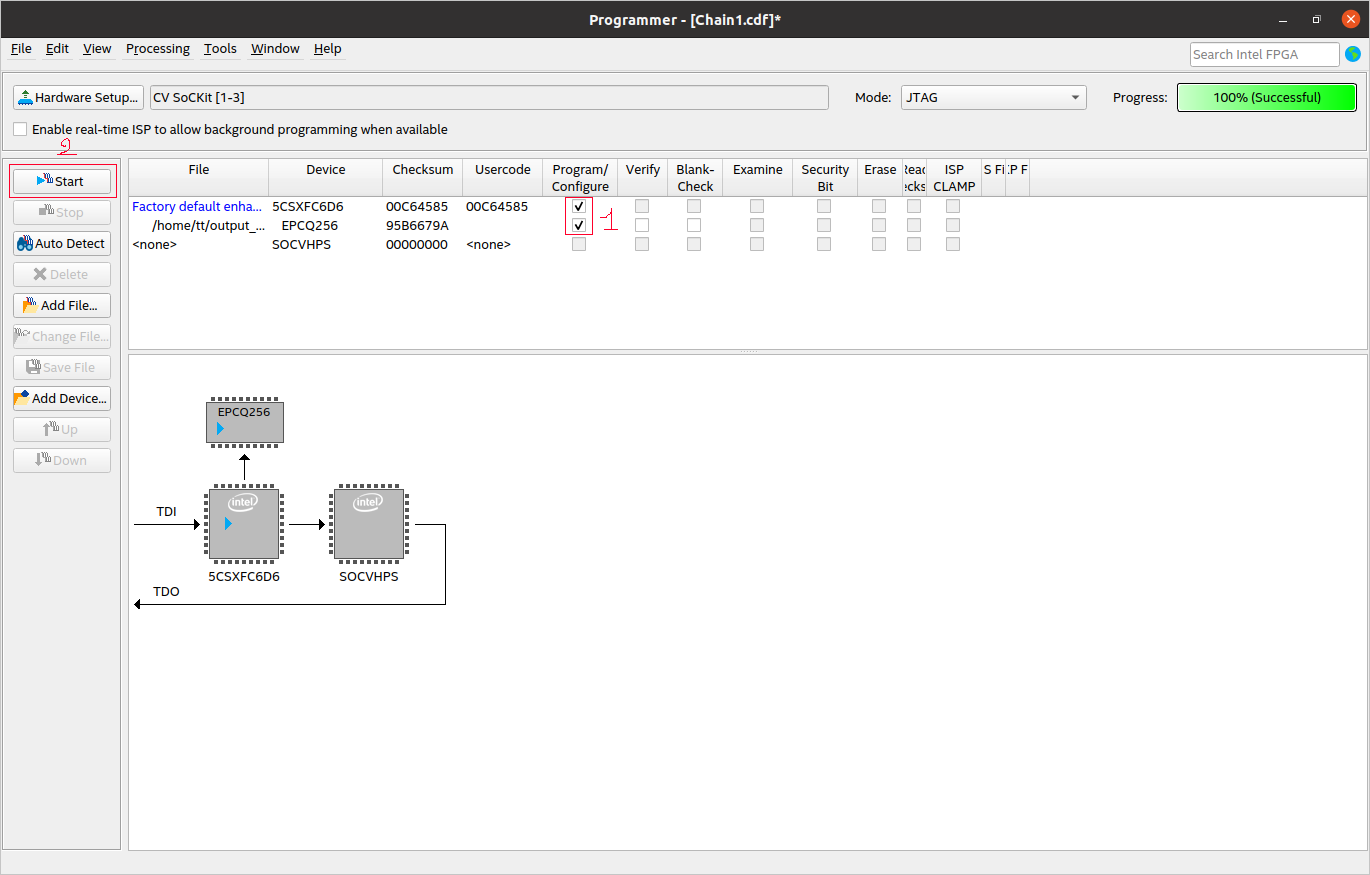 Programmer - [Chain1.cdf]*
File Edit View Processing Tools Window Help
Search Intel FPGA
Hardware Setup... CV SoCKit [1-3] Mode: JTAG Progress: 100% (Successful)
Enable real-time ISP to allow background programming when available
2
Start
Stop
Auto Detect
Delete
Add File...
Change File...
Save File
Add Device...
Up
Down
File Device Checksum Usercode Program/ Verify Blank- Examine Security Erase ISP S Fi :P F
Configure Check Bit CLAMP
Factory default enha... 5CSXFC6D6 00C64585 00C64585
1
/home/tt/output_... EPCQ256 95B6679A
<none> SOCVHPS 00000000 <none>
EPCQ256
intel intel
TDI
5CSXFC6D6 SOCVHPS
TDO